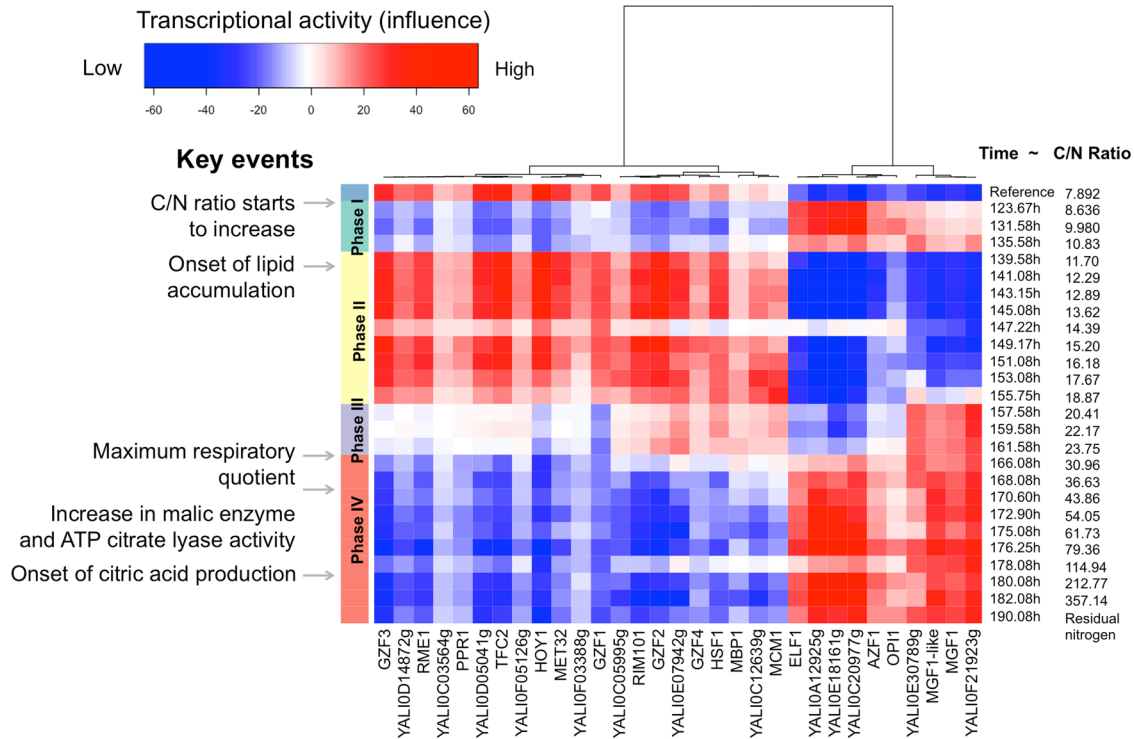 Transcriptional activity (influence)
Low
High
-60 -40 -20 0 20 40 60
Key events
Time ~ C/N Ratio
C/N ratio starts
to increase
Onset of lipid
accumulation
Maximum respiratory
quotient
Increase in malic enzyme
and ATP citrate lyase activity
Onset of citric acid production
Phase I
Phase II
Phase III
Phase IV
Reference 7.892
123.67h 8.636
131.58h 9.980
135.58h 10.83
139.58h 11.70
141.08h 12.29
143.15h 12.89
145.08h 13.62
147.22h 14.39
149.17h 15.20
151.08h 16.18
153.08h 17.67
155.75h 18.87
157.58h 20.41
159.58h 22.17
161.58h 23.75
166.08h 30.96
168.08h 36.63
170.60h 43.86
172.90h 54.05
175.08h 61.73
176.25h 79.36
178.08h 114.94
180.08h 212.77
182.08h 357.14
190.08h Residual
nitrogen
GZF3
YALI0D14872g
RME1
YALI0C03564g
PPR1
YALI0D05041g
TFC2
YALI0F05126g
HOY1
MET32
YALI0F03388g
GZF1
YALI0C05995g
RIM101
GZF2
YALI0E07942g
GZF4
HSF1
MBP1
YALI0C12639g
MCM1
ELF1
YALI0A12925g
YALI0E18161g
YALI0C20977g
AZF1
OPI1
YALI0E30789g
MGF1-like
MGF1
YALI0F21923g